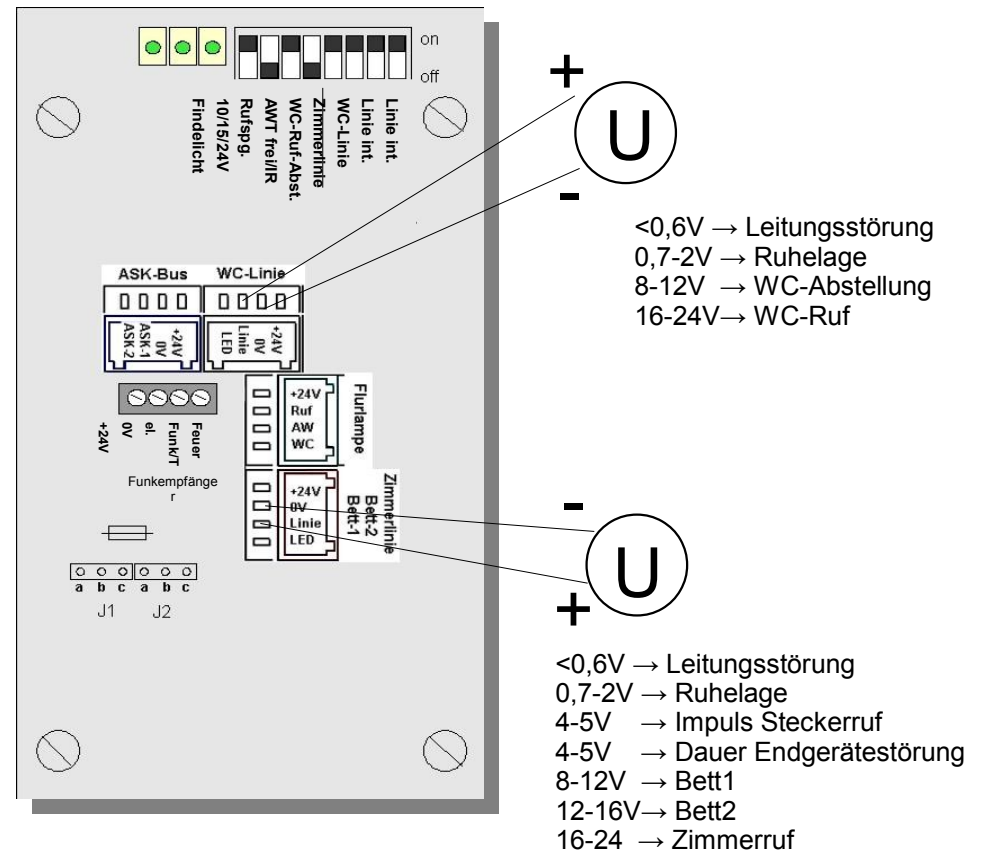 on
off
Findelicht
10/15/24V
Rufspg.
AWT frei/IR
WC-Ruf-Abst.
Zimmerlinie
WC-Linie
Linie int.
Linie int.
+
U
-
<0,6V → Leitungsstörung
0,7-2V → Ruhelage
8-12V → WC-Abstellung
16-24V→ WC-Ruf
ASK-Bus
WC-Linie
ASK-2
ASK-1
0V
+24V
LED
Linie
0V
+24V
+24V
0V
el.
Funk/T
Feuer
Funkempfänge
r
+24V
Ruf
AW
WC
Flurlampe
+24V
0V
Linie
LED
Zimmerlinie
Bett-2
Bett-1
a b c a b c
J1 J2
-
U
+
<0,6V → Leitungsstörung
0,7-2V → Ruhelage
4-5V → Impuls Steckerruf
4-5V → Dauer Endgerätestörung
8-12V → Bett1
12-16V→ Bett2
16-24 → Zimmerruf